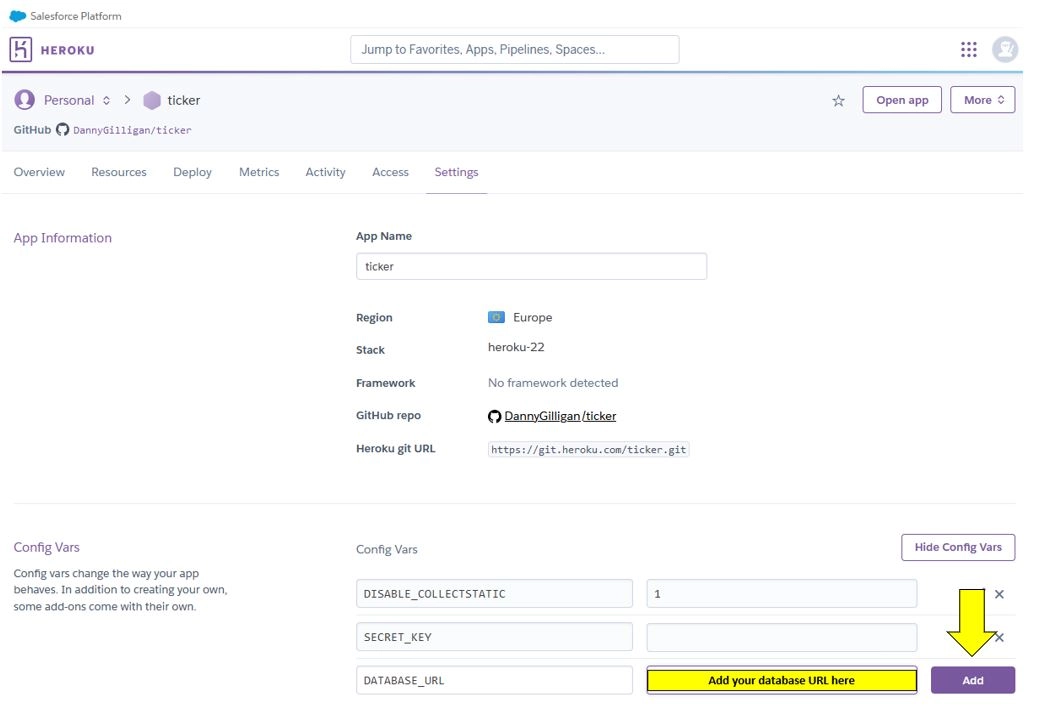 Salesforce Platform
HEROKU
Jump to Favorites, Apps, Pipelines, Spaces...
Personal > ticker
Open app
More
GitHub DannyGilligan/ticker
Overview Resources Deploy Metrics Activity Access Settings
App Information
App Name
ticker
Region Europe
Stack heroku-22
Framework No framework detected
GitHub repo DannyGilligan/ticker
Heroku git URL https://git.heroku.com/ticker.git
Config Vars
Config vars change the way your app
behaves. In addition to creating your own,
some add-ons come with their own.
Config Vars
Hide Config Vars
DISABLE_COLLECTSTATIC 1
SECRET_KEY
DATABASE_URL Add your database URL here Add